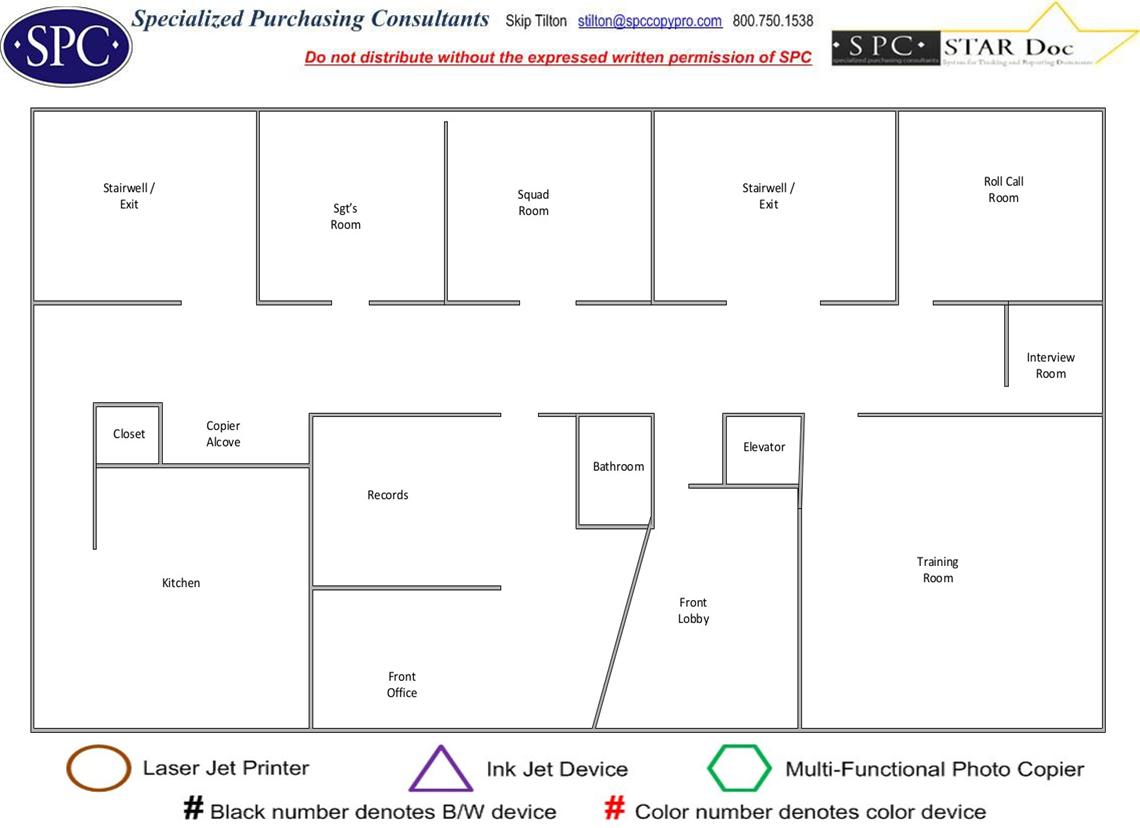 Specialized Purchasing Consultants Skip Tilton stilton@spccopypro.com 800.750.1538
·SPC·
Do not distribute without the expressed written permission of SPC
·SPC· STAR Doc
specialized purchasing consultants System for Tracking and Reporting Documents
Stairwell /
Exit
Sgt's
Room
Squad
Room
Stairwell /
Exit
Roll Call
Room
Interview
Room
Closet
Copier
Alcove
Records
Bathroom
Elevator
Kitchen
Training
Room
Front
Lobby
Front
Office
Laser Jet Printer
Ink Jet Device
Multi-Functional Photo Copier
# Black number denotes B/W device
# Color number denotes color device